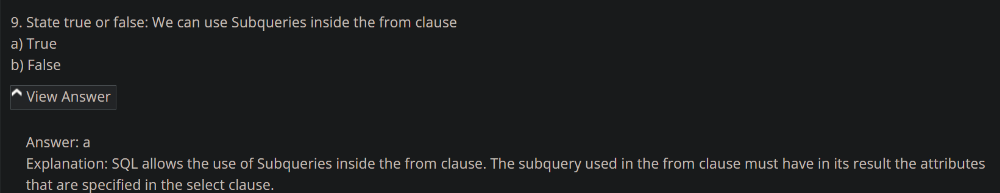 9. State true or false: We can use Subqueries inside the from clause
a) True
b) False
View Answer
Answer: a
Explanation: SQL allows the use of Subqueries inside the from clause. The subquery used in the from clause must have in its result the attributes
that are specified in the select clause.